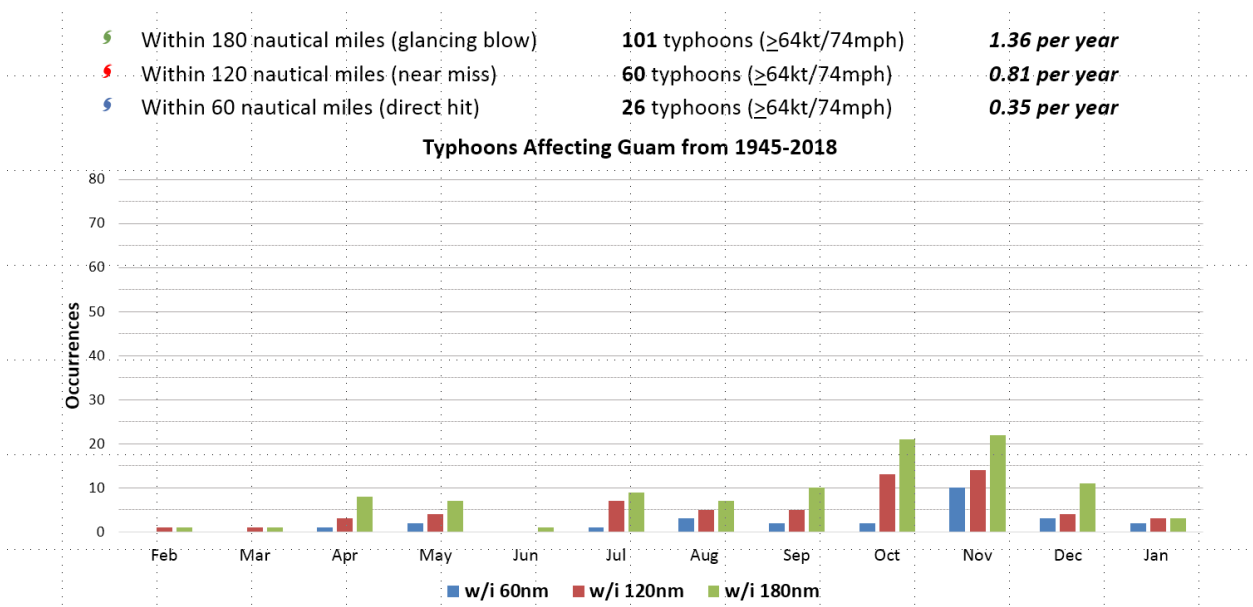 Within 180 nautical miles (glancing blow) 101 typhoons (≥64kt/74mph) 1.36 per year
Within 120 nautical miles (near miss) 60 typhoons (≥64kt/74mph) 0.81 per year
Within 60 nautical miles (direct hit) 26 typhoons (≥64kt/74mph) 0.35 per year
Typhoons Affecting Guam from 1945-2018
80
70
60
50
40
30
20
10
0
Occurrences
Feb Mar Apr May Jun Jul Aug Sep Oct Nov Dec Jan
w/i 60nm w/i 120nm w/i 180nm